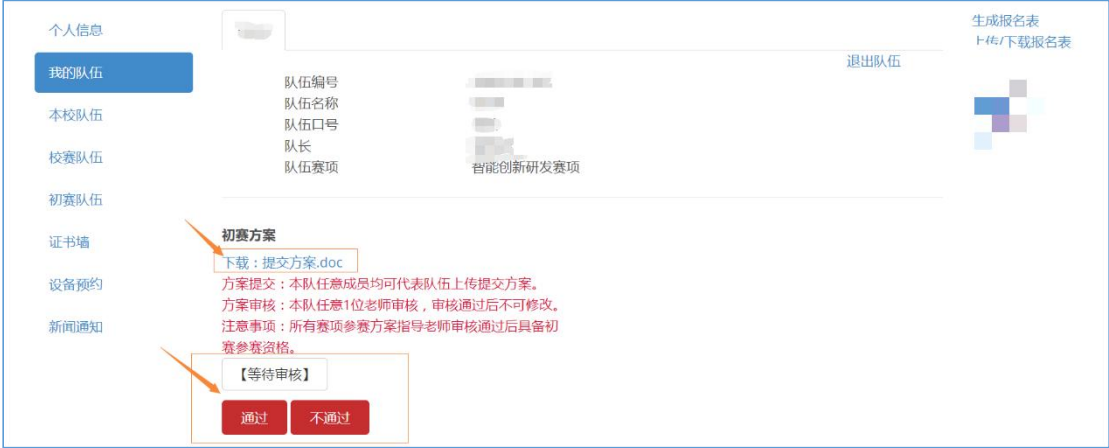 个人信息
我的队伍
本校队伍
校赛队伍
初赛队伍
证书墙
设备预约
新闻通知
退出队伍
队伍编号
队伍名称
队伍口号
队长
队伍赛项 智能创新研发赛项
初赛方案
下载：提交方案.doc
方案提交：本队任意成员均可代表队伍上传提交方案。
方案审核：本队任意1位老师审核，审核通过后不可修改。
注意事项：所有赛项参赛方案指导老师审核通过后具备初
赛参赛资格。
【等待审核】
通过 不通过
生成报名表
上传/下载报名表